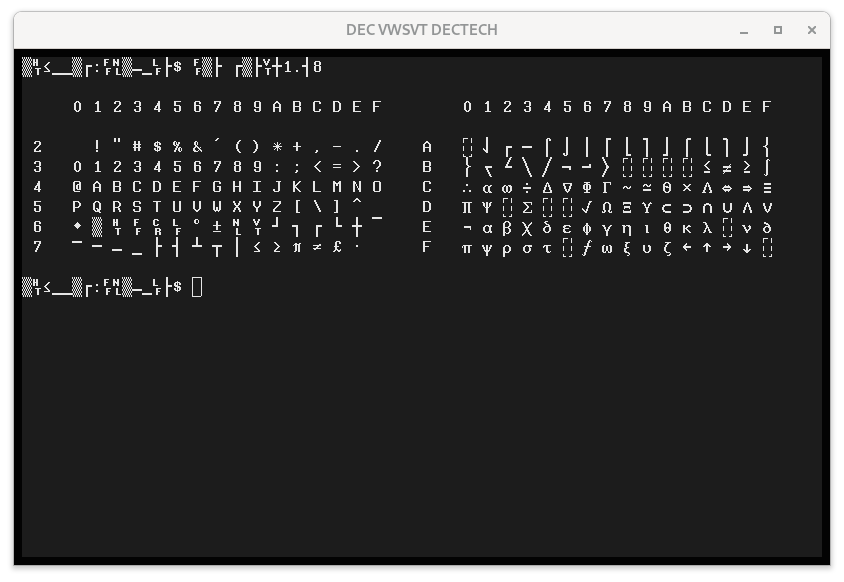 DEC VWSVT DECTECH
▒␉≤__▒┌:␌␤▒⎼⎽␊├$ ␌▒├ ┌▒├␋┼1.┤8
0 1 2 3 4 5 6 7 8 9 A B C D E F 0 1 2 3 4 5 6 7 8 9 A B C D E F
2 ! " # $ % & ´ ( ) * + , - . / A ⎷ ┌ ─ ⌠ ⌡ │ ⎡ ⎣ ⎤ ⎦ ⎛ ⎝ ⎞ ⎠ ⎨
3 0 1 2 3 4 5 6 7 8 9 : ; < = > ? B ⎬ ╲ ╱ ¬ 〉 ≤ ≠ ≥ ∫
4 @ A B C D E F G H I J K L M N O C ∴ ∝ ∞ ÷ Δ ∇ Φ Γ ∼ ≃ Θ × Λ ⇔ ⇒ ≡
5 P Q R S T U V W X Y Z [ \ ] ^ D Π Ψ Σ √ Ω Ξ Υ ⊂ ⊃ ∩ ∪ ∧ ∨
6 ◆ ▒ ␉ ␌ ␍ ␊ ° ± ␤ ␋ ┘ ┐ ┌ └ ┼ ⎺ E ¬ α β χ δ ε φ γ η ι θ κ λ ν ∂
7 ⎻ ─ ⎼ ⎽ ├ ┤ ┴ ┬ │ ≤ ≥ π ≠ £ · F π ψ ρ σ τ ƒ ω ξ υ ζ ← ↑ → ↓
▒␉≤__▒┌:␌␤▒⎼⎽␊├$